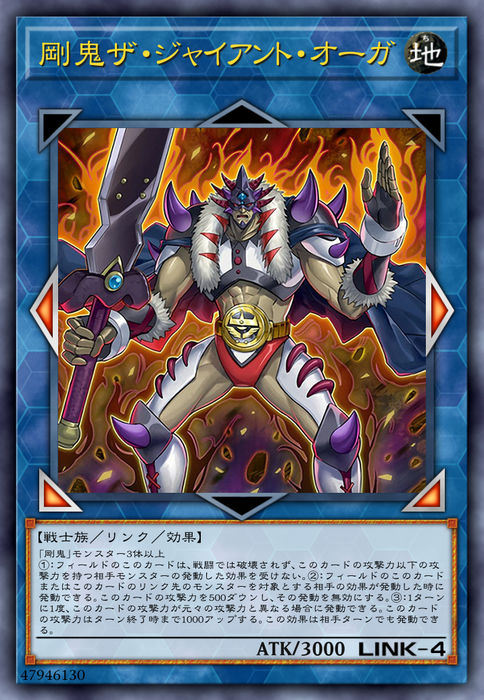 剛鬼ザ・ジャイアント・オーガ
ち
地
【戦士族／リンク／効果】
「剛鬼」モンスター3体以上
①:フィールドのこのカードは、戦闘では破壊されず、このカードの攻撃力以下の攻
撃力を持つ相手モンスターの発動した効果を受けない。②:フィールドのこのカード
またはこのカードのリンク先のモンスターを対象とする相手の効果が発動した時に
発動できる。このカードの攻撃力を500ダウンし、その発動を無効にする。③:1ターン
に1度、このカードの攻撃力が元々の攻撃力と異なる場合に発動できる。このカード
の攻撃力はターン終了時まで1000アップする。この効果は相手ターンでも発動でき
る。
ATK/3000 LINK-4
47946130